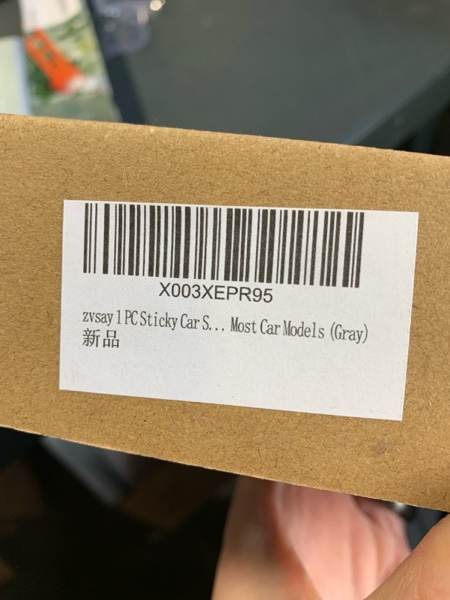 X003XEPR95
zvsay 1 PC Sticky Car S... Most Car Models (Gray)
新品